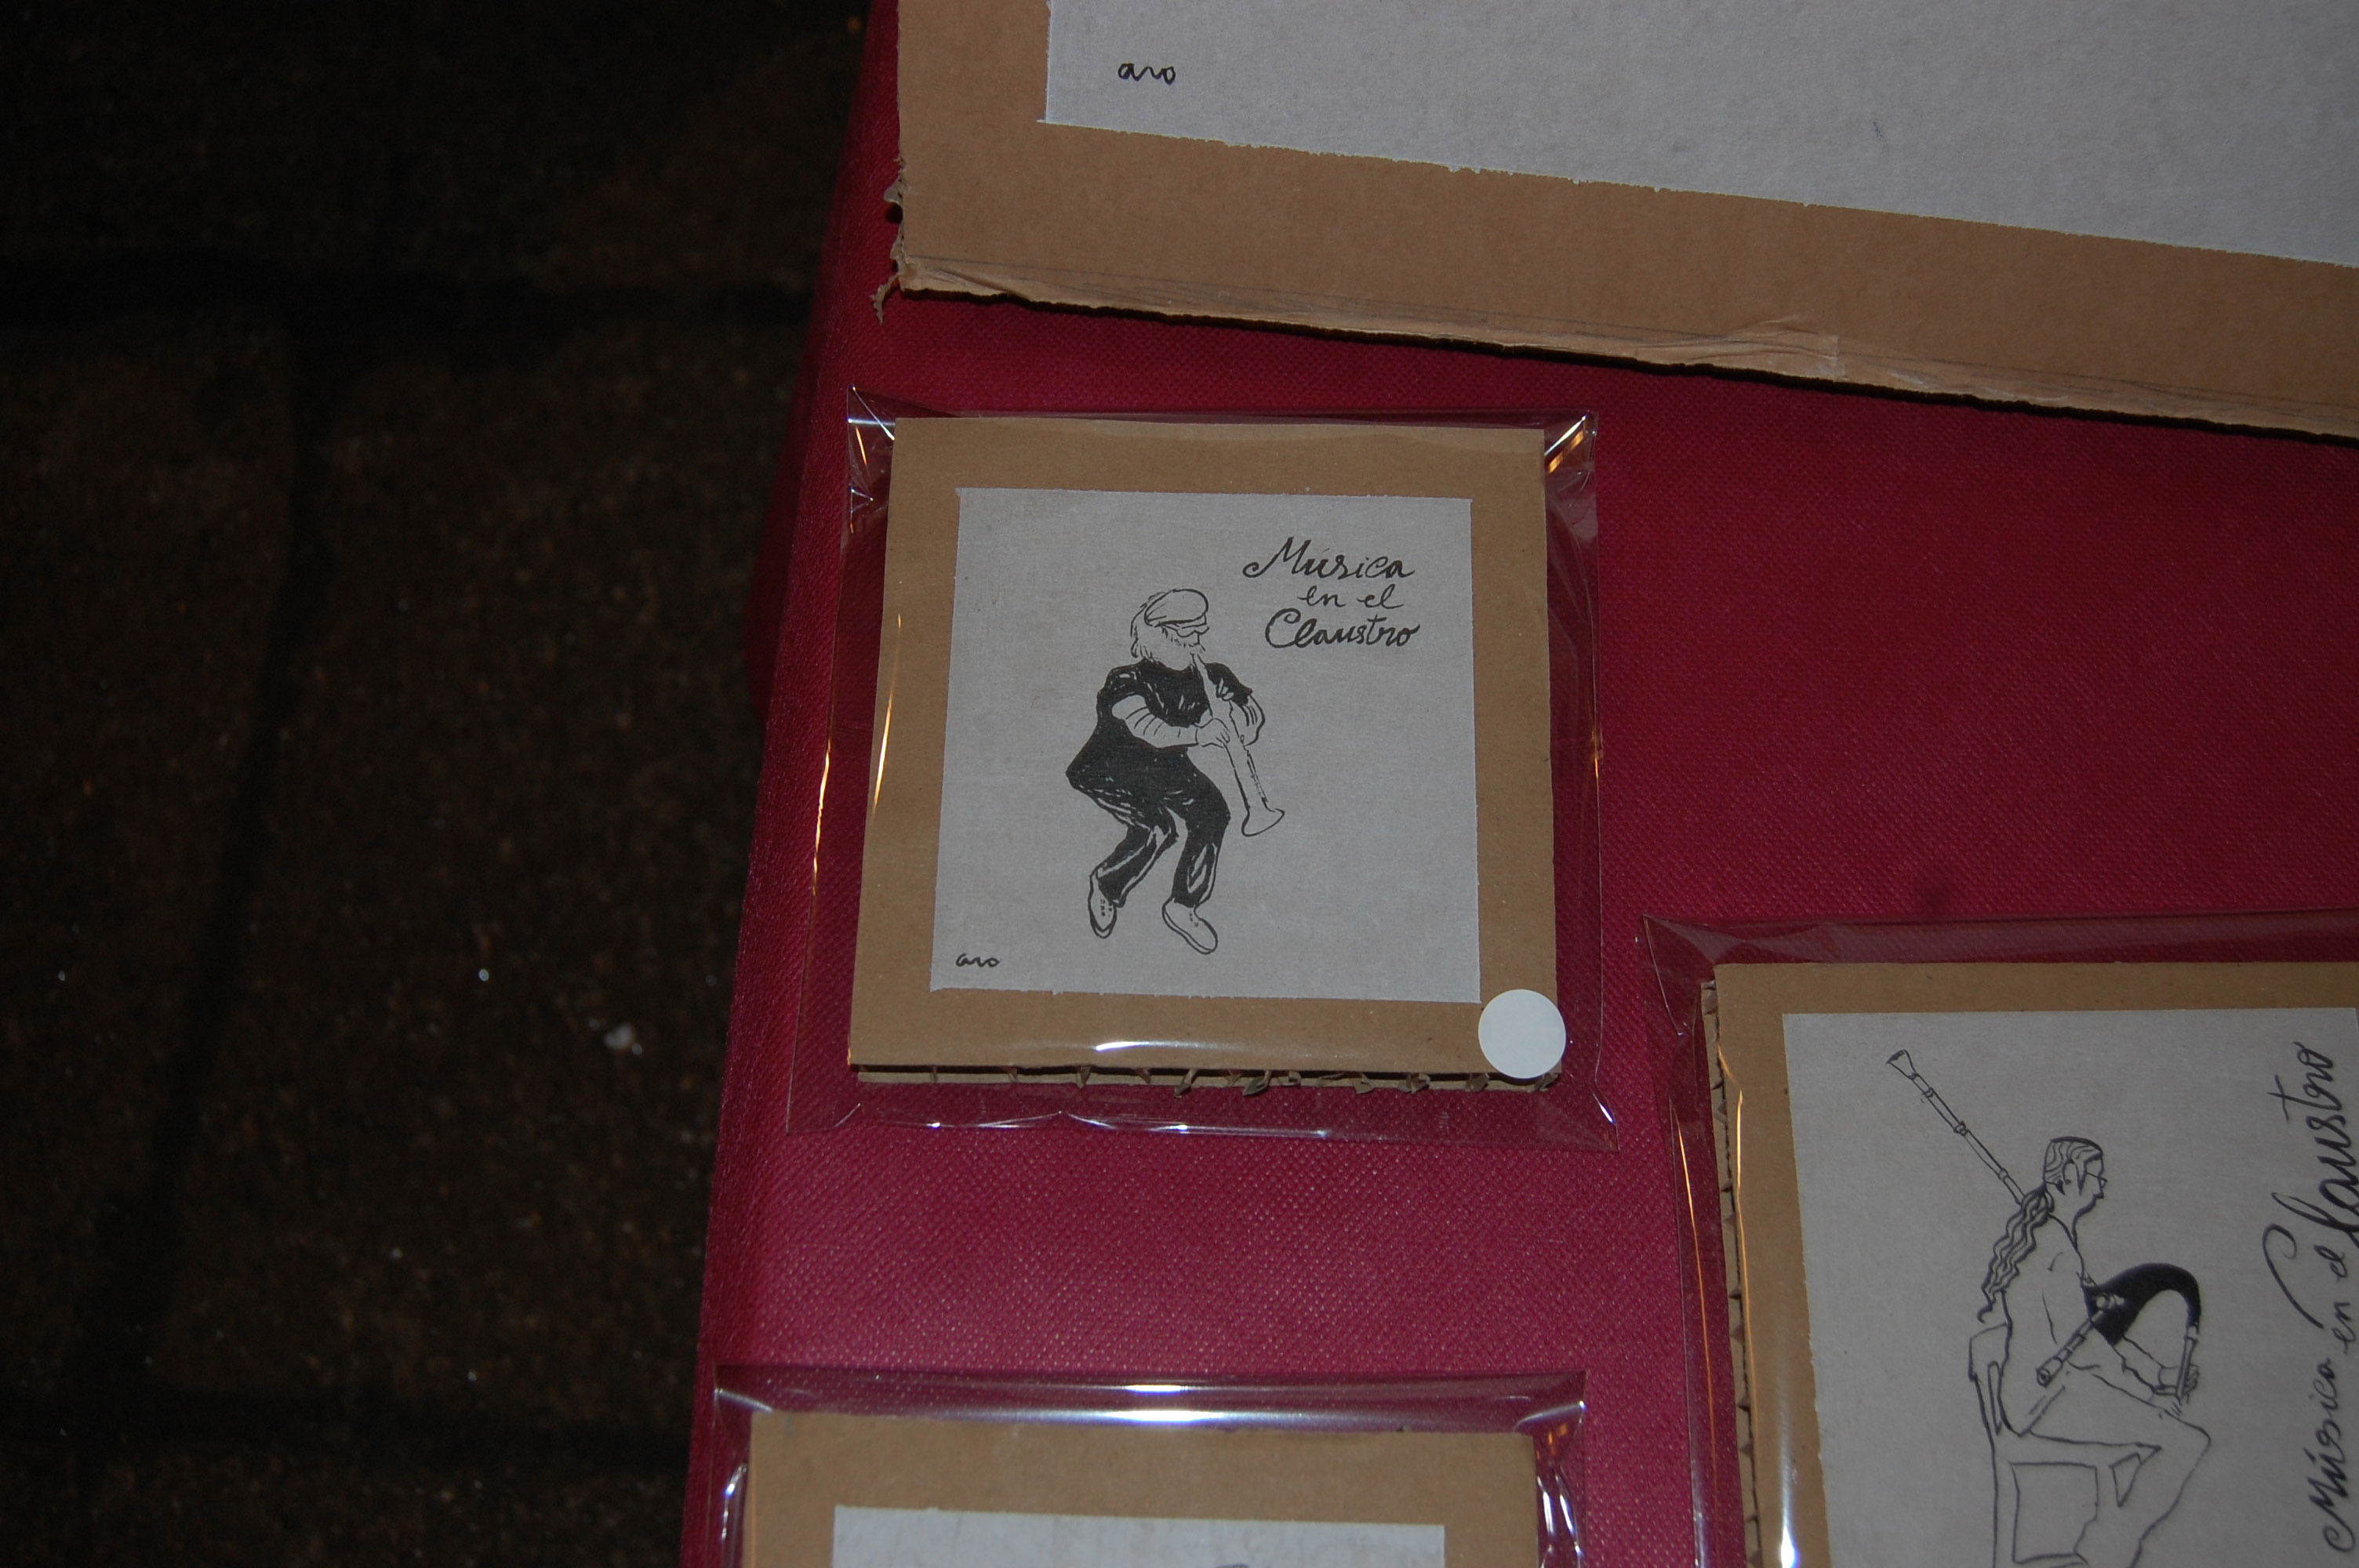 aro
Música
en el
Claustro
aro
Música en el Claustro